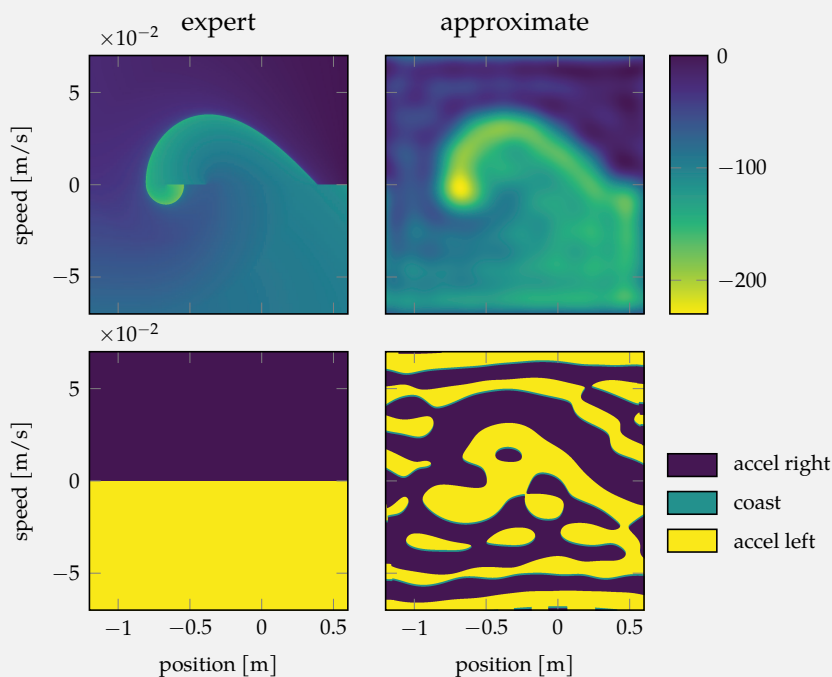 expert
approximate
×10−2
5
0
−5
speed [m/s]
0
−100
−200
×10−2
5
0
−5
speed [m/s]
−1
−0.5
0
0.5
position [m]
−1
−0.5
0
0.5
position [m]
accel right
coast
accel left